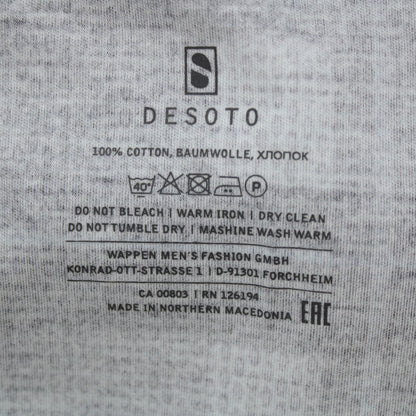 DESOTO
100% COTTON, BAUMWOLLE, ХЛОПОК
40° P
DO NOT BLEACH | WARM IRON | DRY CLEAN
DO NOT TUMBLE DRY | MASHINE WASH WARM
WAPPEN MEN'S FASHION GMBH
KONRAD-OTT-STRASSE 1 | D-91301 FORCHHEIM
CA 00803 | RN 126194
MADE IN NORTHERN MACEDONIA EAC